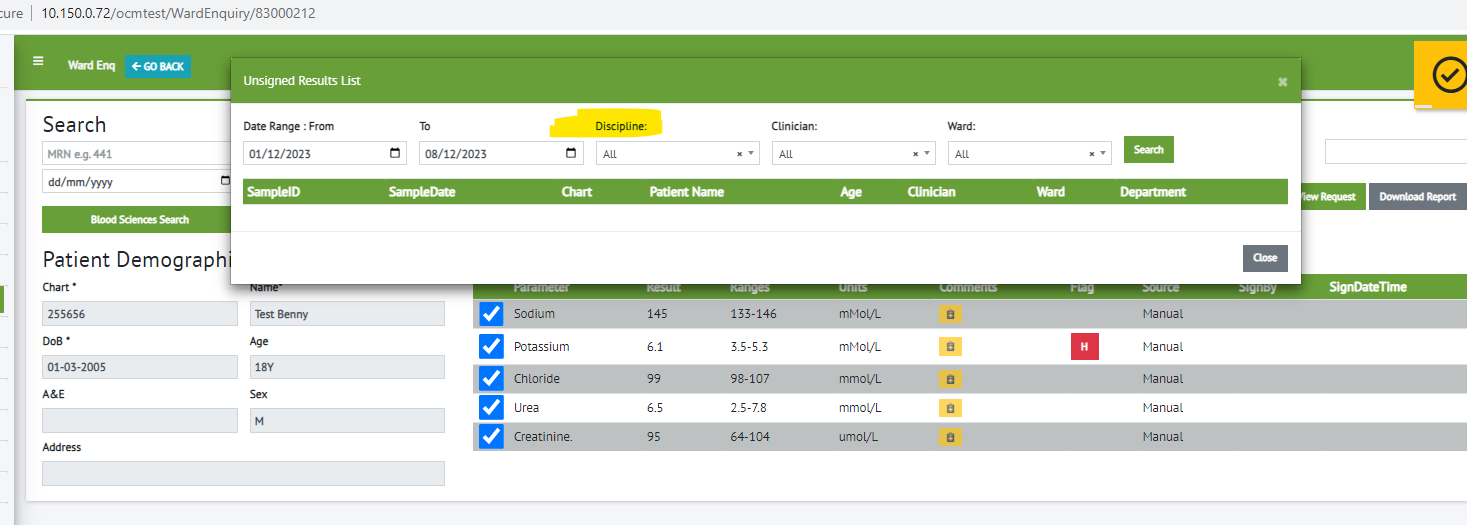 cure 10.150.0.72/ocmtest/WardEnquiry/83000212
Ward Enq GO BACK
Unsigned Results List
Search
Date Range : From To Discipline: Clinician: Ward:
MRN e.g. 441
01/12/2023 08/12/2023 All × All × All × Search
dd/mm/yyyy
SampleID SampleDate Chart Patient Name Age Clinician Ward Department
View Request Download Report
Blood Sciences Search
Patient Demographi
Close
Chart * Name*
Parameter Result Ranges Units Comments Flag Source SignBy SignDateTime
255656 Test Benny
Sodium 145 133-146 mMol/L Manual
DoB * Age
Potassium 6.1 3.5-5.3 mMol/L H Manual
01-03-2005 18Y
Chloride 99 98-107 mmol/L Manual
A&E Sex
Urea 6.5 2.5-7.8 mmol/L Manual
M
Creatinine. 95 64-104 umol/L Manual
Address